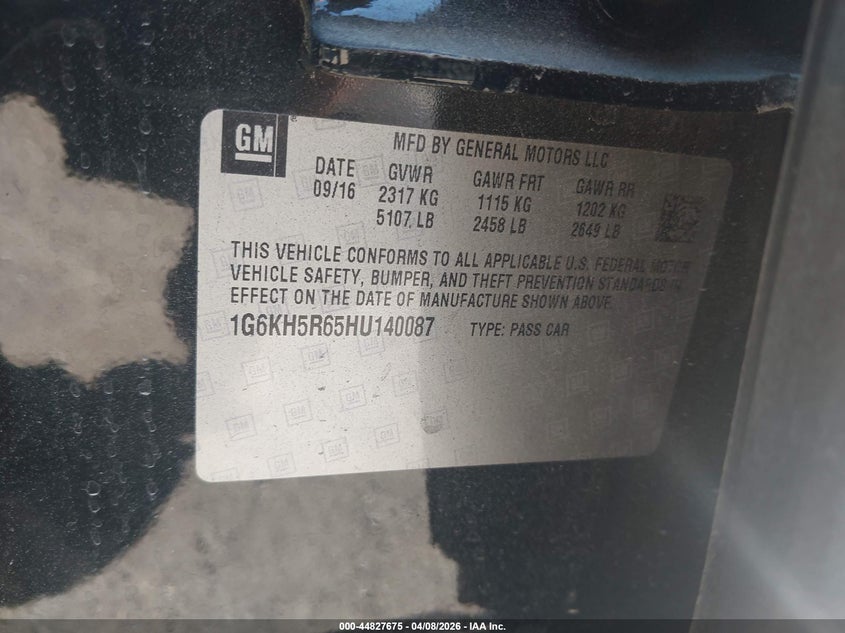 GM
MFD BY GENERAL MOTORS LLC
DATE GVWR GAWR FRT GAWR RR
09/16 2317 KG 1115 KG 1202 KG
5107 LB 2458 LB 2649 LB
THIS VEHICLE CONFORMS TO ALL APPLICABLE U.S. FEDERAL MOTOR
VEHICLE SAFETY, BUMPER, AND THEFT PREVENTION STANDARDS IN
EFFECT ON THE DATE OF MANUFACTURE SHOWN ABOVE.
1G6KH5R65HU140087 TYPE: PASS CAR
000-44827675 - 04/08/2026 - IAA Inc.